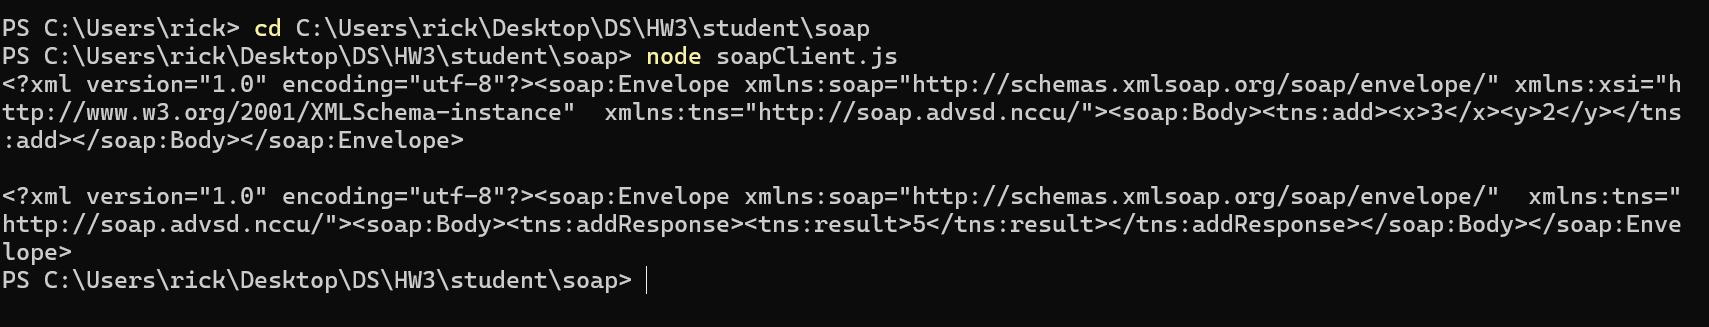 PS C:\Users\rick> cd C:\Users\rick\Desktop\DS\HW3\student\soap
PS C:\Users\rick\Desktop\DS\HW3\student\soap> node soapClient.js
<?xml version="1.0" encoding="utf-8"?><soap:Envelope xmlns:soap="http://schemas.xmlsoap.org/soap/envelope/" xmlns:xsi="h
ttp://www.w3.org/2001/XMLSchema-instance"  xmlns:tns="http://soap.advsd.nccu/"><soap:Body><tns:add><x>3</x><y>2</y></tns
:add></soap:Body></soap:Envelope>

<?xml version="1.0" encoding="utf-8"?><soap:Envelope xmlns:soap="http://schemas.xmlsoap.org/soap/envelope/"  xmlns:tns="
http://soap.advsd.nccu/"><soap:Body><tns:addResponse><tns:result>5</tns:result></tns:addResponse></soap:Body></soap:Enve
lope>
PS C:\Users\rick\Desktop\DS\HW3\student\soap>